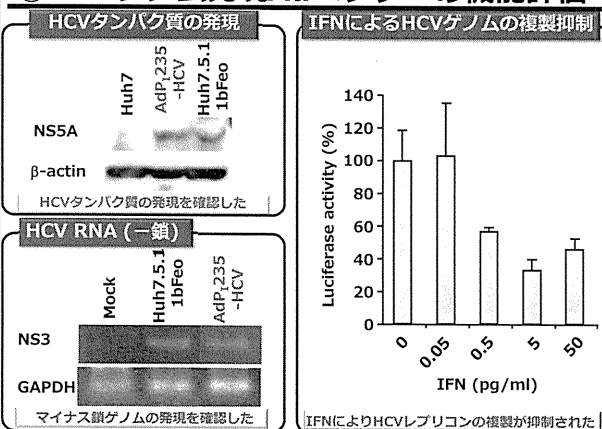 HCVタンパク質の発現
Huh7
AdP₁235
-HCV
Huh7.5.1
1bFeo
NS5A
β-actin
HCVタンパク質の発現を確認した
HCV RNA (－鎖)
Mock
Huh7.5.1
1bFeo
AdP₁235
-HCV
NS3
GAPDH
マイナス鎖ゲノムの発現を確認した
IFNによるHCVゲノムの複製抑制
Luciferase activity (%)
140
120
100
80
60
40
20
0
0
0.05
0.5
5
50
IFN (pg/ml)
IFNによりHCVレプリコンの複製が抑制された